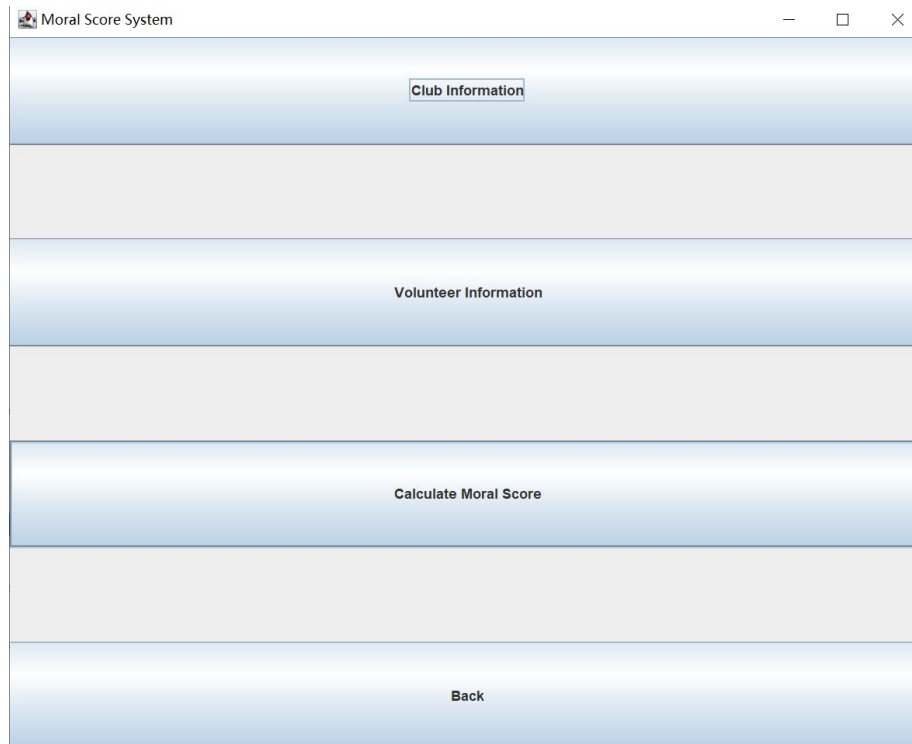 Moral Score System
Club Information
Volunteer Information
Calculate Moral Score
Back